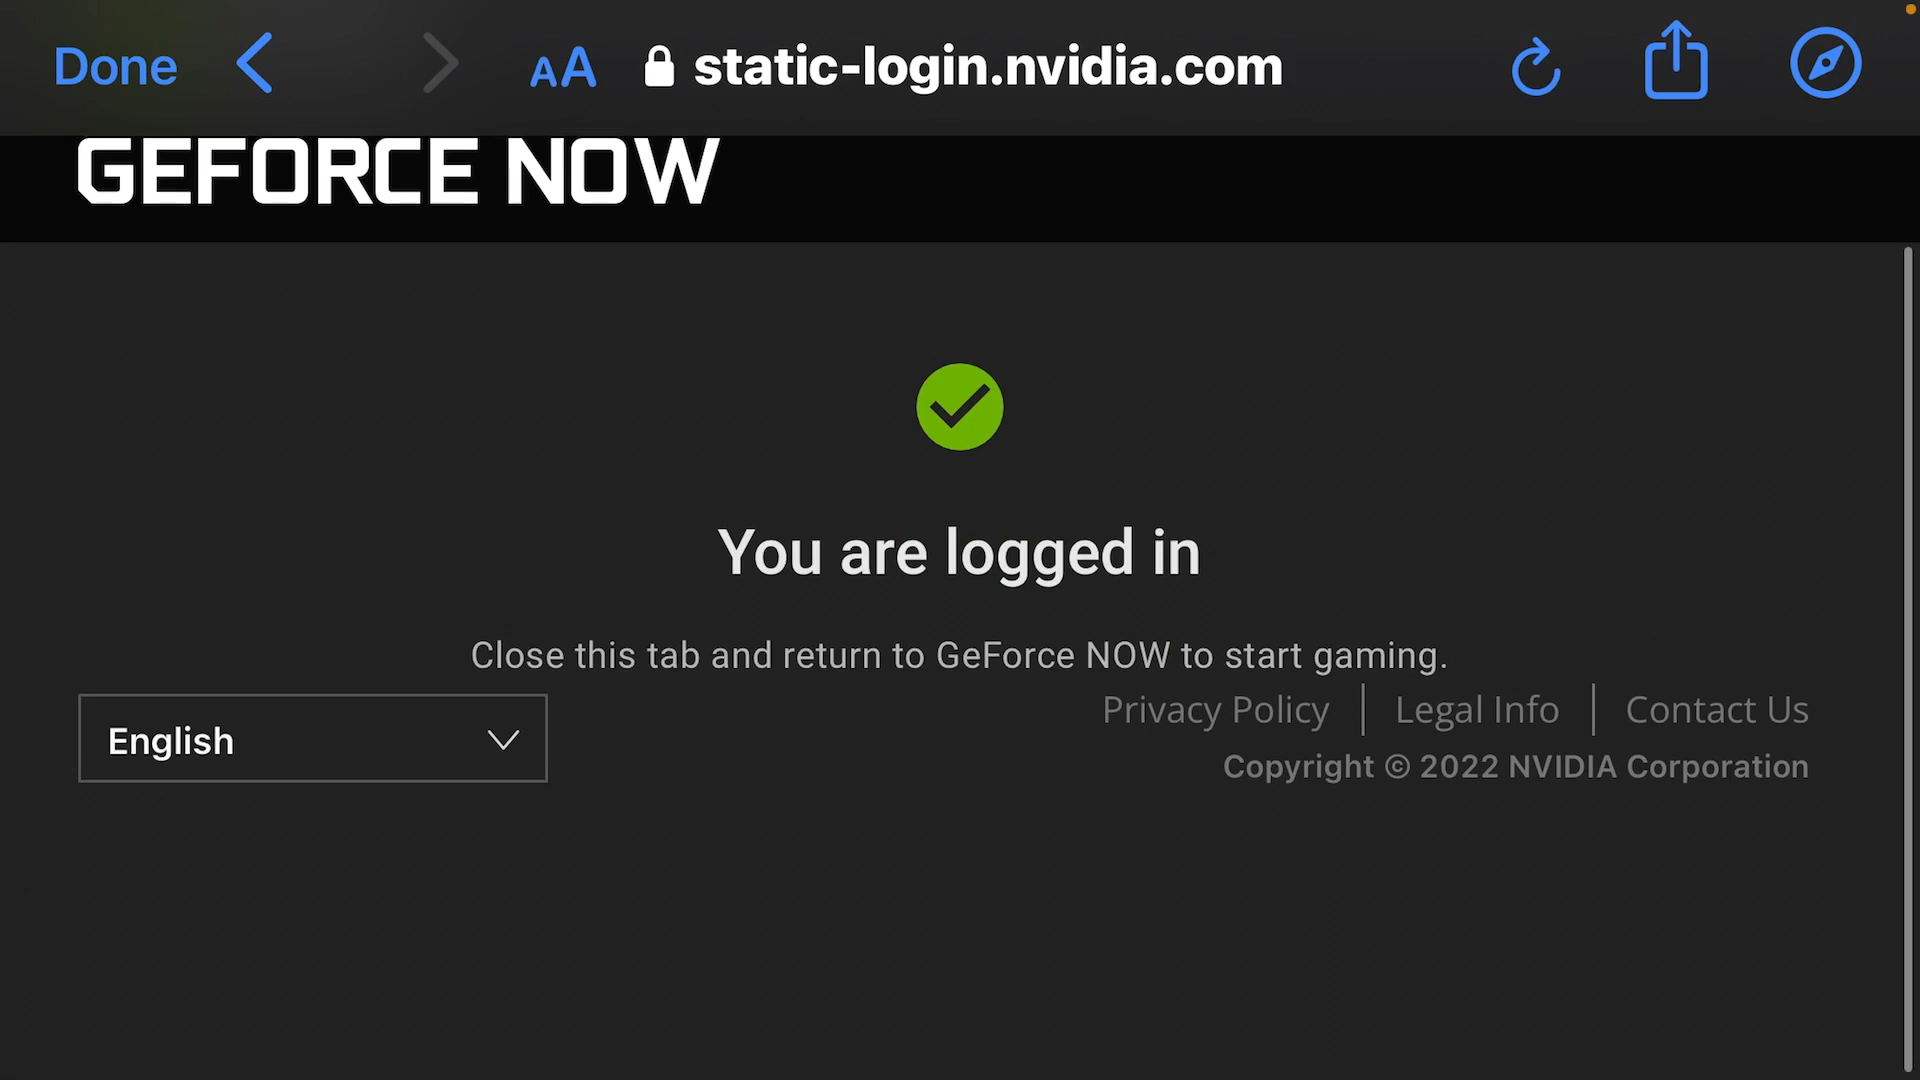 Done
AA
static-login.nvidia.com
GEFORCE NOW
You are logged in
Close this tab and return to GeForce NOW to start gaming.
English
Privacy Policy | Legal Info | Contact Us
Copyright © 2022 NVIDIA Corporation